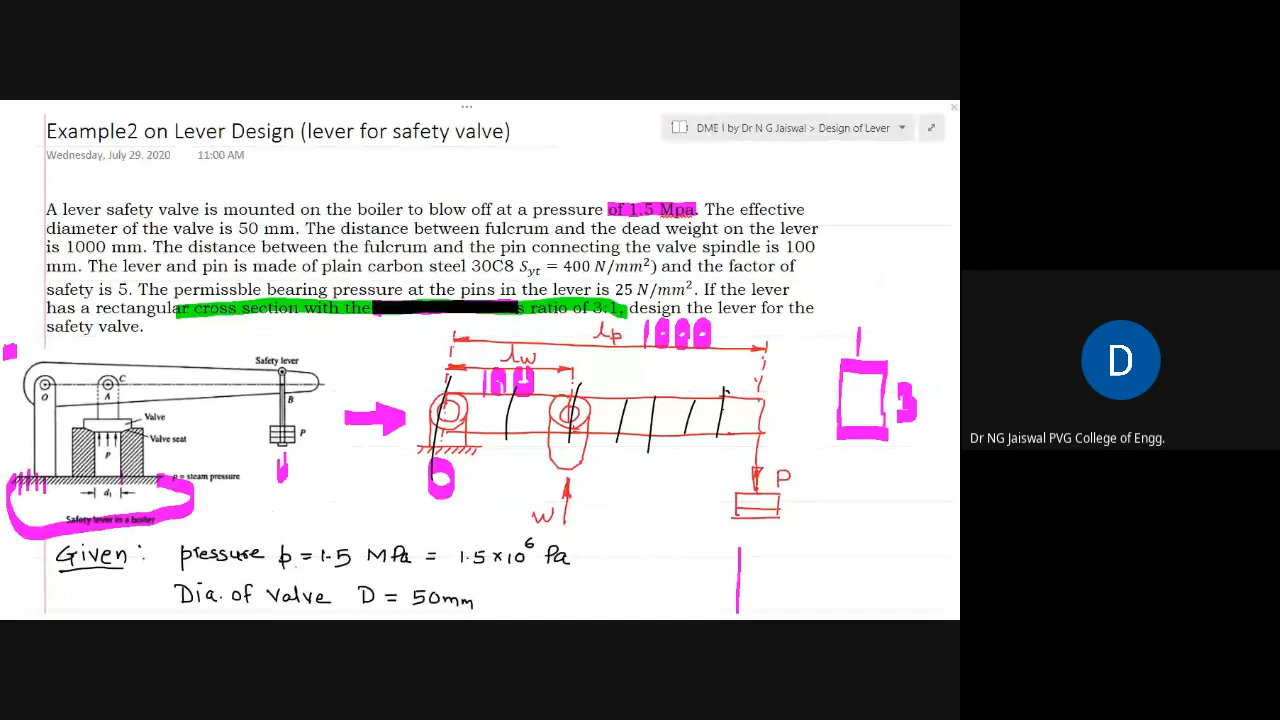 Example2 on Lever Design (lever for safety valve)
DME I by Dr N G Jaiswal > Design of Lever
Wednesday, July 29, 2020 11:00 AM
A lever safety valve is mounted on the boiler to blow off at a pressure of 1.5 Mpa. The effective
diameter of the valve is 50 mm. The distance between fulcrum and the dead weight on the lever
is 1000 mm. The distance between the fulcrum and the pin connecting the valve spindle is 100
mm. The lever and pin is made of plain carbon steel 30C8 Syt = 400 N/mm²) and the factor of
safety is 5. The permissble bearing pressure at the pins in the lever is 25 N/mm². If the lever
has a rectangular cross section with the s ratio of 3:1, design the lever for the
safety valve.
lp
1000
lw
100
Safety lever
O
A
C
B
P
Valve
Valve seat
P
p = steam pressure
d₁
Safety lever in a boiler
W
P
1
3
Given: pressure p = 1.5 MPa = 1.5×10⁶ Pa
Dia. of valve D = 50mm
D
Dr NG Jaiswal PVG College of Engg.